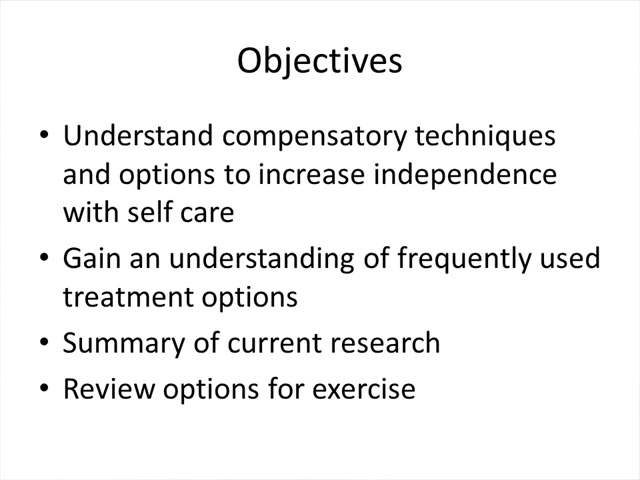 Objectives
• Understand compensatory techniques
and options to increase independence
with self care
• Gain an understanding of frequently used
treatment options
• Summary of current research
• Review options for exercise